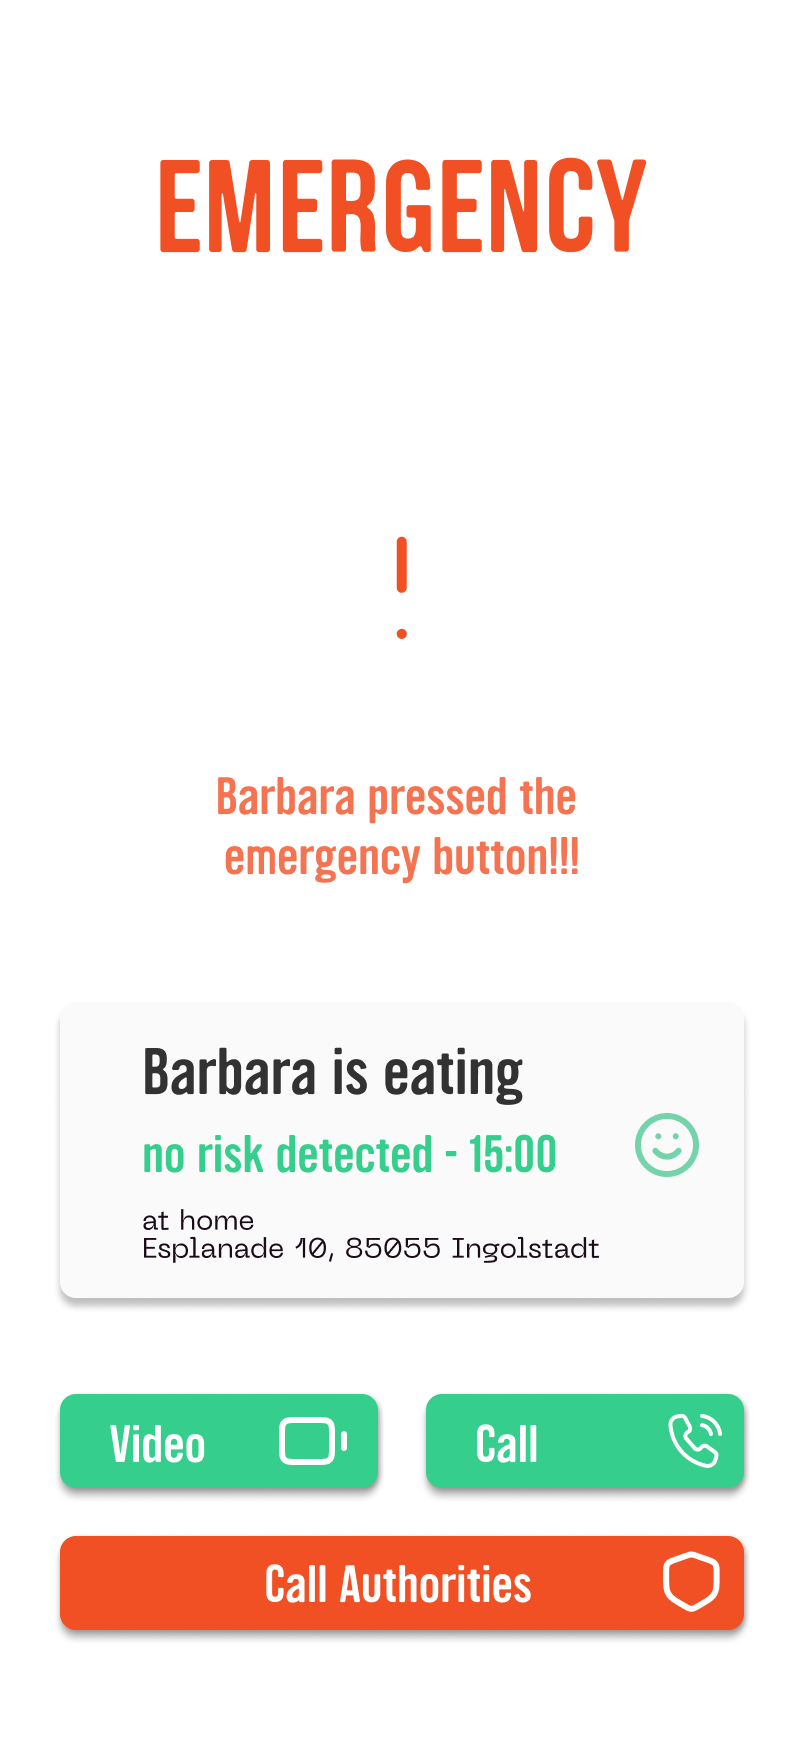 EMERGENCY
!
Barbara pressed the
emergency button!!!
Barbara is eating
no risk detected - 15:00
at home
Esplanade 10, 85055 Ingolstadt
Video
Call
Call Authorities